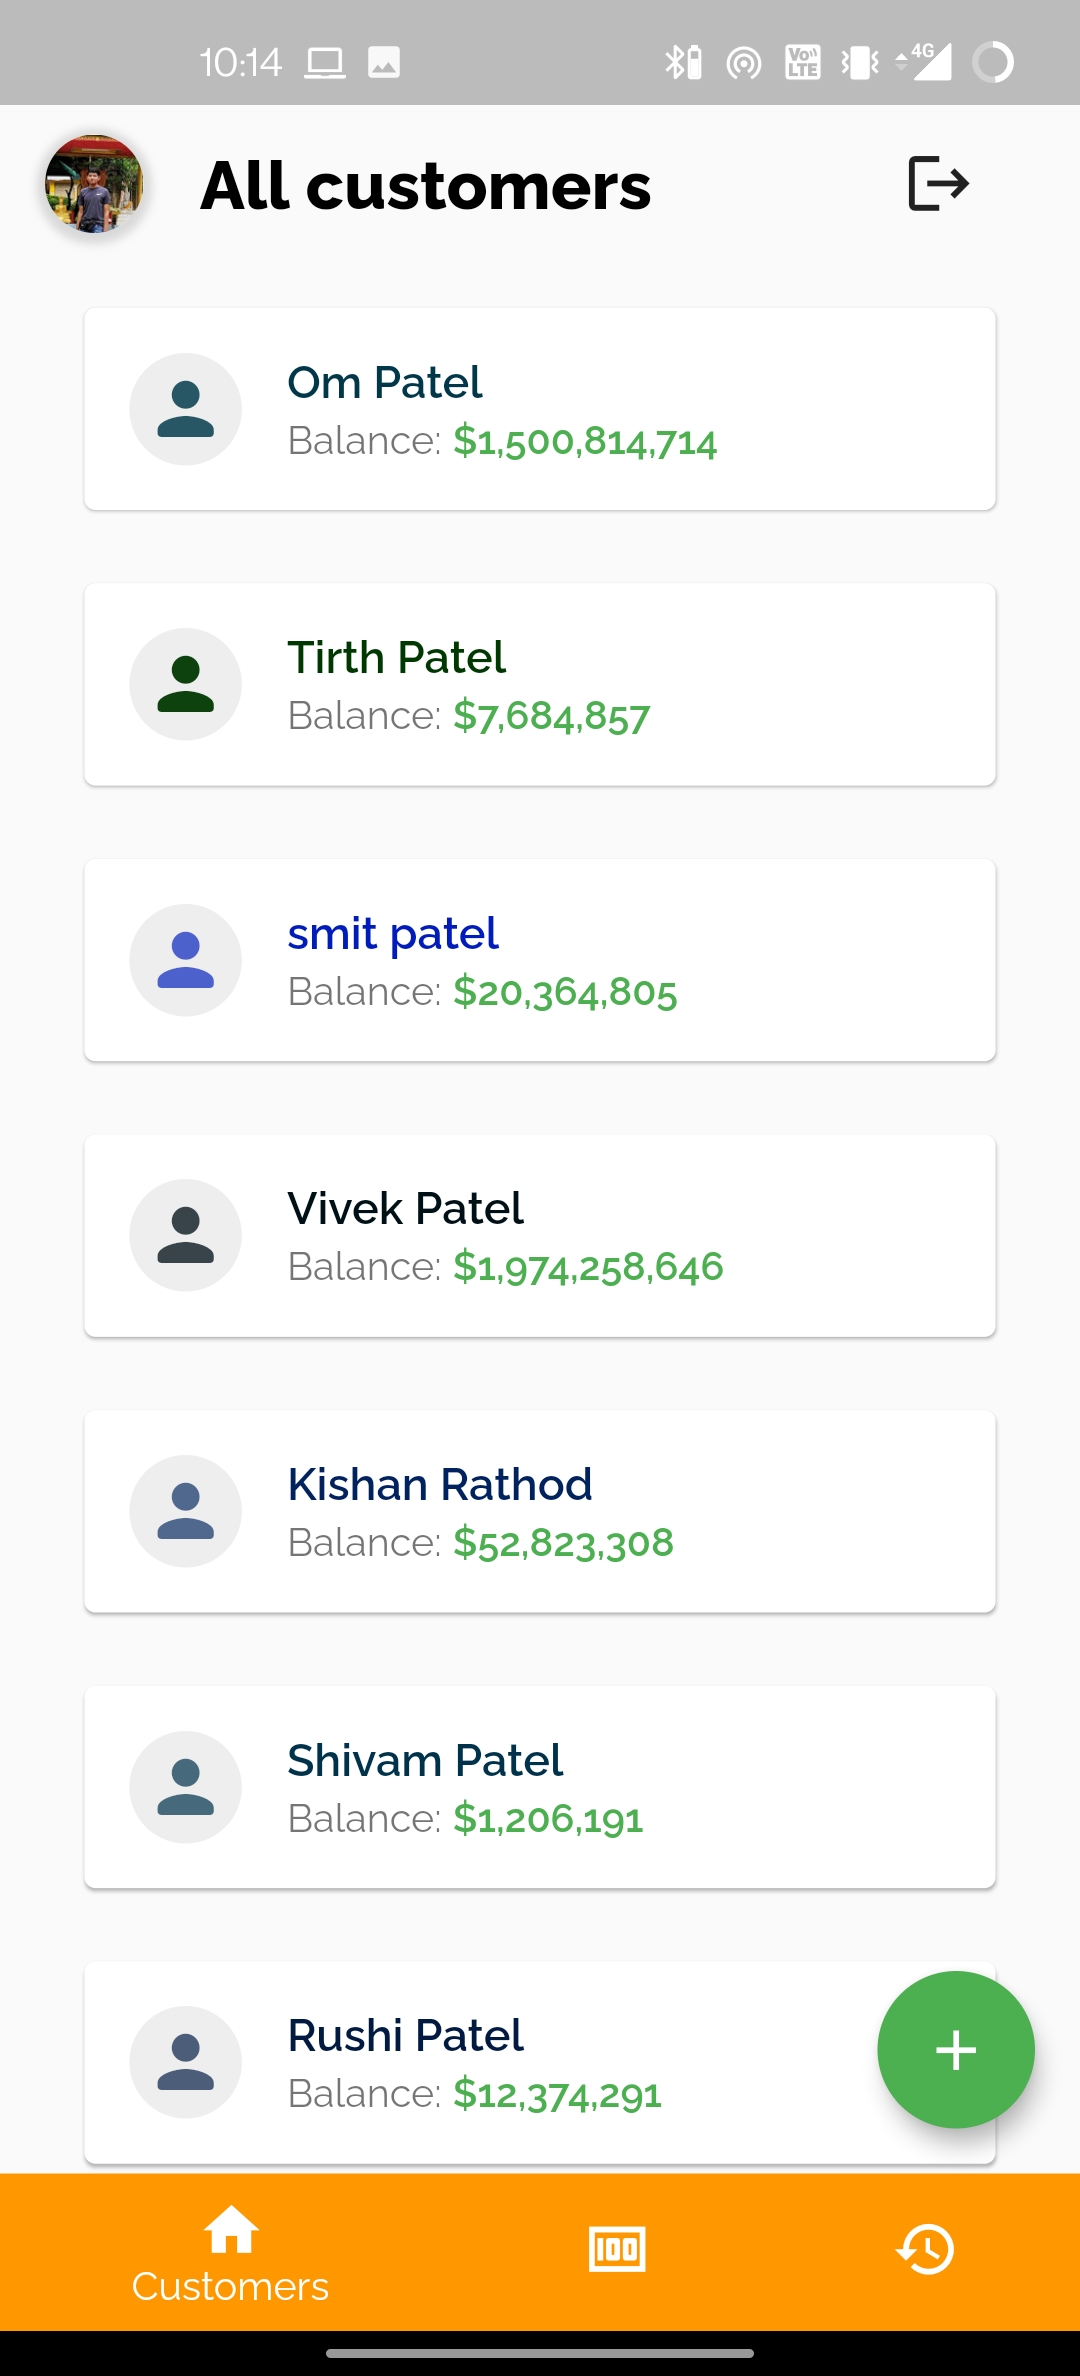 10:14
VoLTE
4G
All customers
Om Patel
Balance: $1,500,814,714
Tirth Patel
Balance: $7,684,857
smit patel
Balance: $20,364,805
Vivek Patel
Balance: $1,974,258,646
Kishan Rathod
Balance: $52,823,308
Shivam Patel
Balance: $1,206,191
Rushi Patel
Balance: $12,374,291
100
Customers